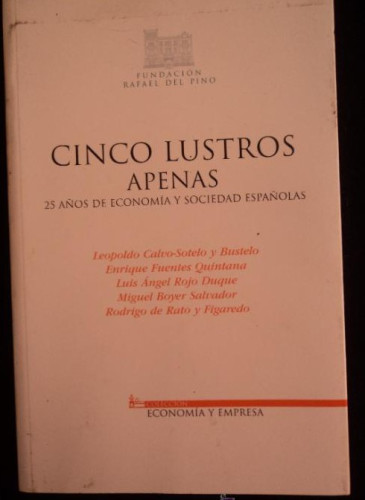 FUNDACIÓN
RAFAEL DEL PINO
CINCO LUSTROS
APENAS
25 AÑOS DE ECONOMÍA Y SOCIEDAD ESPAÑOLAS
Leopoldo Calvo-Sotelo y Bustelo
Enrique Fuentes Quintana
Luis Ángel Rojo Duque
Miguel Boyer Salvador
Rodrigo de Rato y Figaredo
COLECCIÓN
ECONOMÍA Y EMPRESA